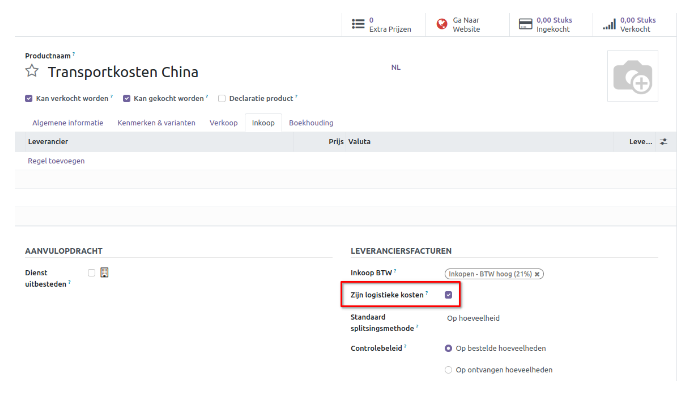 0
Extra Prijzen
Ga Naar
Website
0,00 Stuks
Ingekocht
0,00 Stuks
Verkocht
Productnaam ?
Transportkosten China
NL
Kan verkocht worden ? Kan gekocht worden ? Declaratie product ?
Algemene informatie Kenmerken & varianten Verkoop Inkoop Boekhouding
Leverancier Prijs Valuta Leve...
Regel toevoegen
AANVULOPDRACHT
Dienst
uitbesteden ?
LEVERANCIERSFACTUREN
Inkoop BTW ? Inkopen - BTW hoog (21%) ×
Zijn logistieke kosten ?
Standaard
splitsingsmethode ? Op hoeveelheid
Controlebeleid ? Op bestelde hoeveelheden
Op ontvangen hoeveelheden